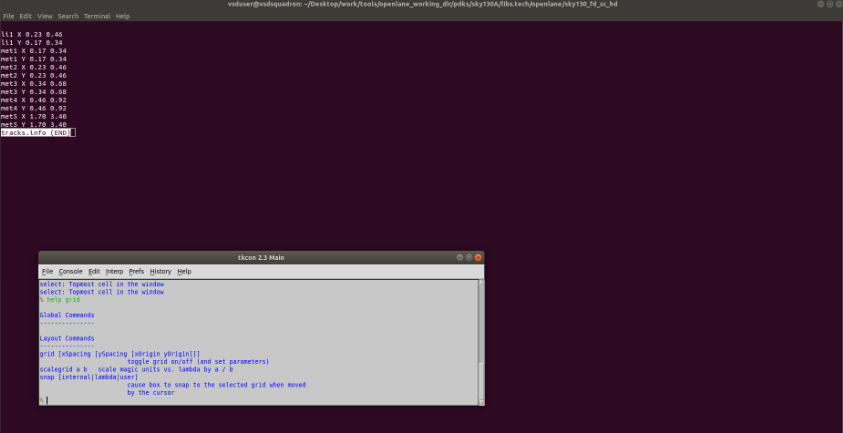 vsduser@vsdsquadron: ~/Desktop/work/tools/openlane_working_dir/pdks/sky130A/libs.tech/openlane/sky130_fd_sc_hd
File Edit View Search Terminal Help
li1 X 0.23 0.46
li1 Y 0.17 0.34
met1 X 0.17 0.34
met1 Y 0.17 0.34
met2 X 0.23 0.46
met2 Y 0.23 0.46
met3 X 0.34 0.68
met3 Y 0.34 0.68
met4 X 0.46 0.92
met4 Y 0.46 0.92
met5 X 1.70 3.40
met5 Y 1.70 3.40
tracks.info (END)
tkcon 2.3 Main
File Console Edit Interp Prefs History Help
select: Topmost cell in the window
select: Topmost cell in the window
% help grid
Global Commands
---------------
Layout Commands
---------------
grid [xSpacing [ySpacing [xOrigin yOrigin]]]
toggle grid on/off (and set parameters)
scalegrid a b scale magic units vs. lambda by a / b
snap [internal|lambda|user]
cause box to snap to the selected grid when moved
by the cursor
%